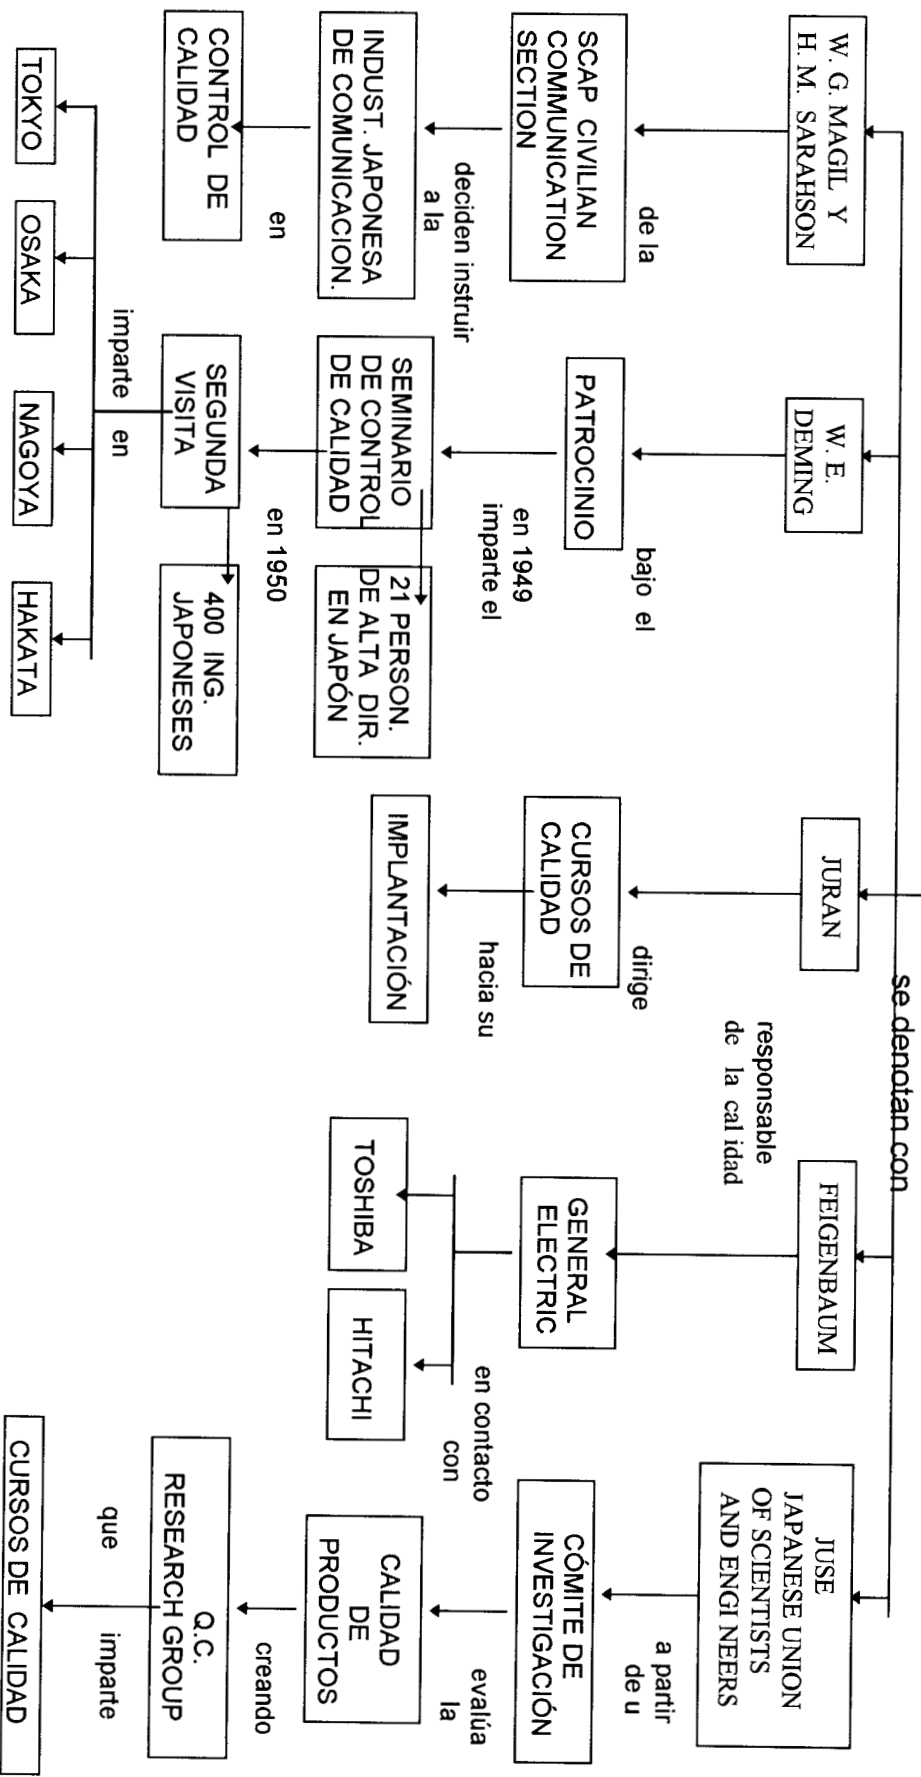 se denotan con
W. G. MAGIL Y
H. M. SARAHSON
de la
SCAP CIVILIAN
COMMUNICATION
SECTION
deciden instruir
a la
INDUST. JAPONESA
DE COMUNICACION.
en
CONTROL DE
CALIDAD
W. E.
DEMING
bajo el
PATROCINIO
en 1949
imparte el
SEMINARIO
DE CONTROL
DE CALIDAD
21 PERSON.
DE ALTA DIR.
EN JAPÓN
en 1950
SEGUNDA
VISITA
400 ING.
JAPONESES
imparte en
TOKYO
OSAKA
NAGOYA
HAKATA
JURAN
dirige
CURSOS DE
CALIDAD
hacia su
IMPLANTACIÓN
FEIGENBAUM
responsable
de la cal idad
GENERAL
ELECTRIC
en contacto
con
TOSHIBA
HITACHI
JUSE
JAPANESE UNION
OF SCIENTISTS
AND ENGI NEERS
a partir
de u
CÓMITE DE
INVESTIGACIÓN
evalúa
la
CALIDAD
DE
PRODUCTOS
creando
Q.C.
RESEARCH GROUP
que imparte
CURSOS DE CALIDAD